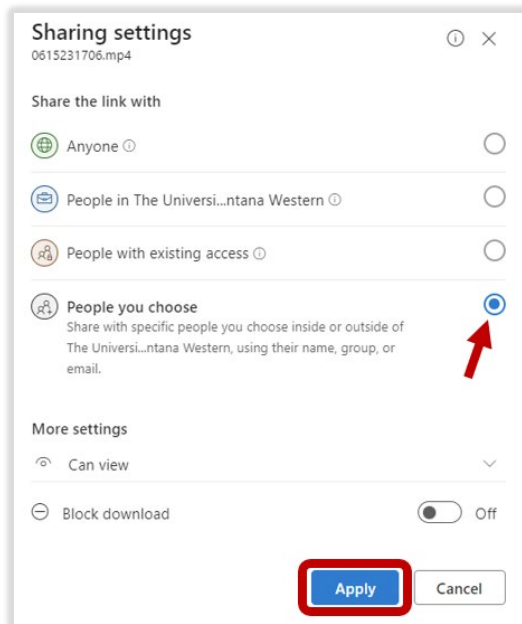 Sharing settings
0615231706.mp4
Share the link with
Anyone
People in The Universi...ntana Western
People with existing access
People you choose
Share with specific people you choose inside or outside of
The Universi...ntana Western, using their name, group, or
email.
More settings
Can view
Block download Off
Apply Cancel